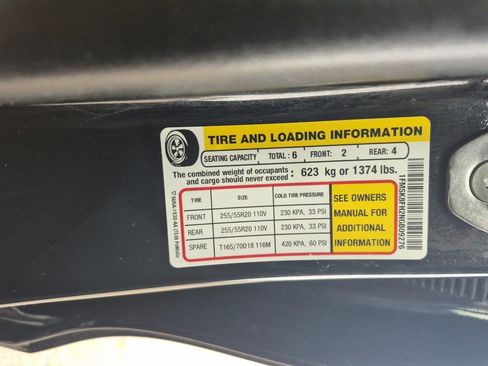 TIRE AND LOADING INFORMATION
SEATING CAPACITY TOTAL : 6 FRONT: 2 REAR: 4
The combined weight of occupants
and cargo should never exceed : 623 kg or 1374 lbs.
TIRE SIZE COLD TIRE PRESSURE
FRONT 255/55R20 110V 230 KPA, 33 PSI
REAR 255/55R20 110V 230 KPA, 33 PSI
SPARE T165/70D18 116M 420 KPA, 60 PSI
SEE OWNERS
MANUAL FOR
ADDITIONAL
INFORMATION
1FMSK8FH2NGB09276